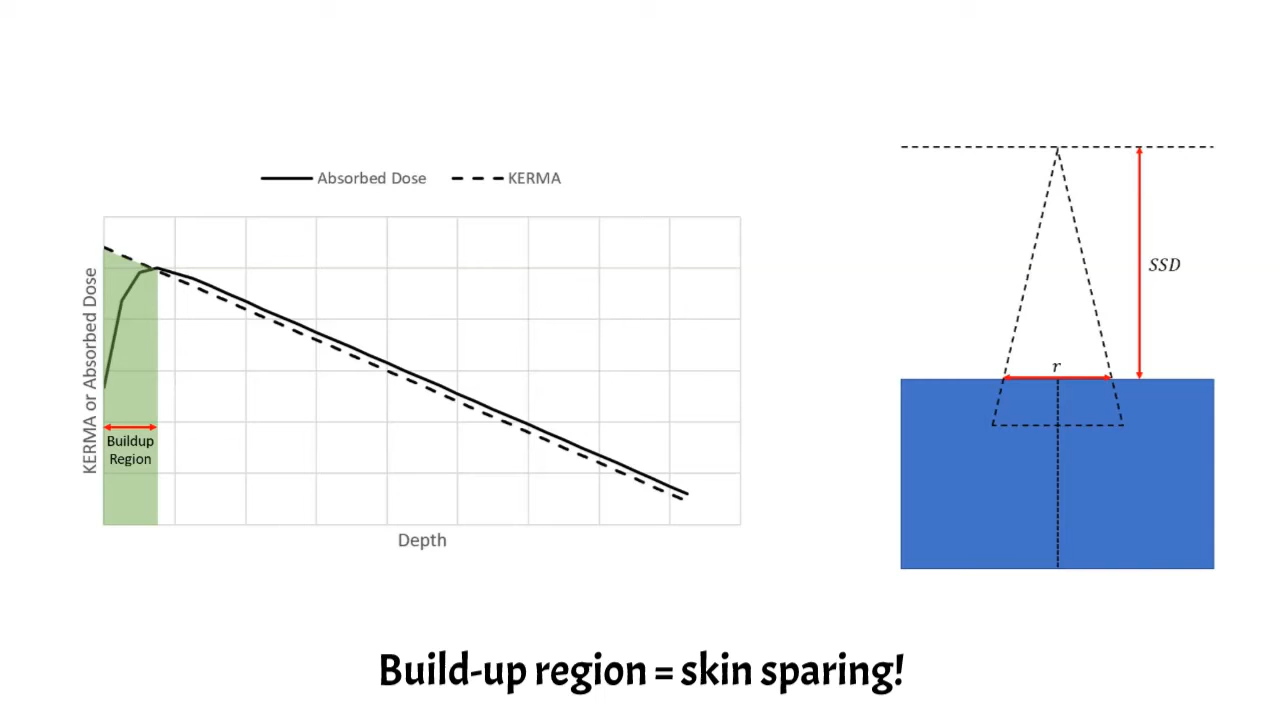 Absorbed Dose
KERMA
KERMA or Absorbed Dose
Buildup
Region
Depth
SSD
r
Build-up region = skin sparing!